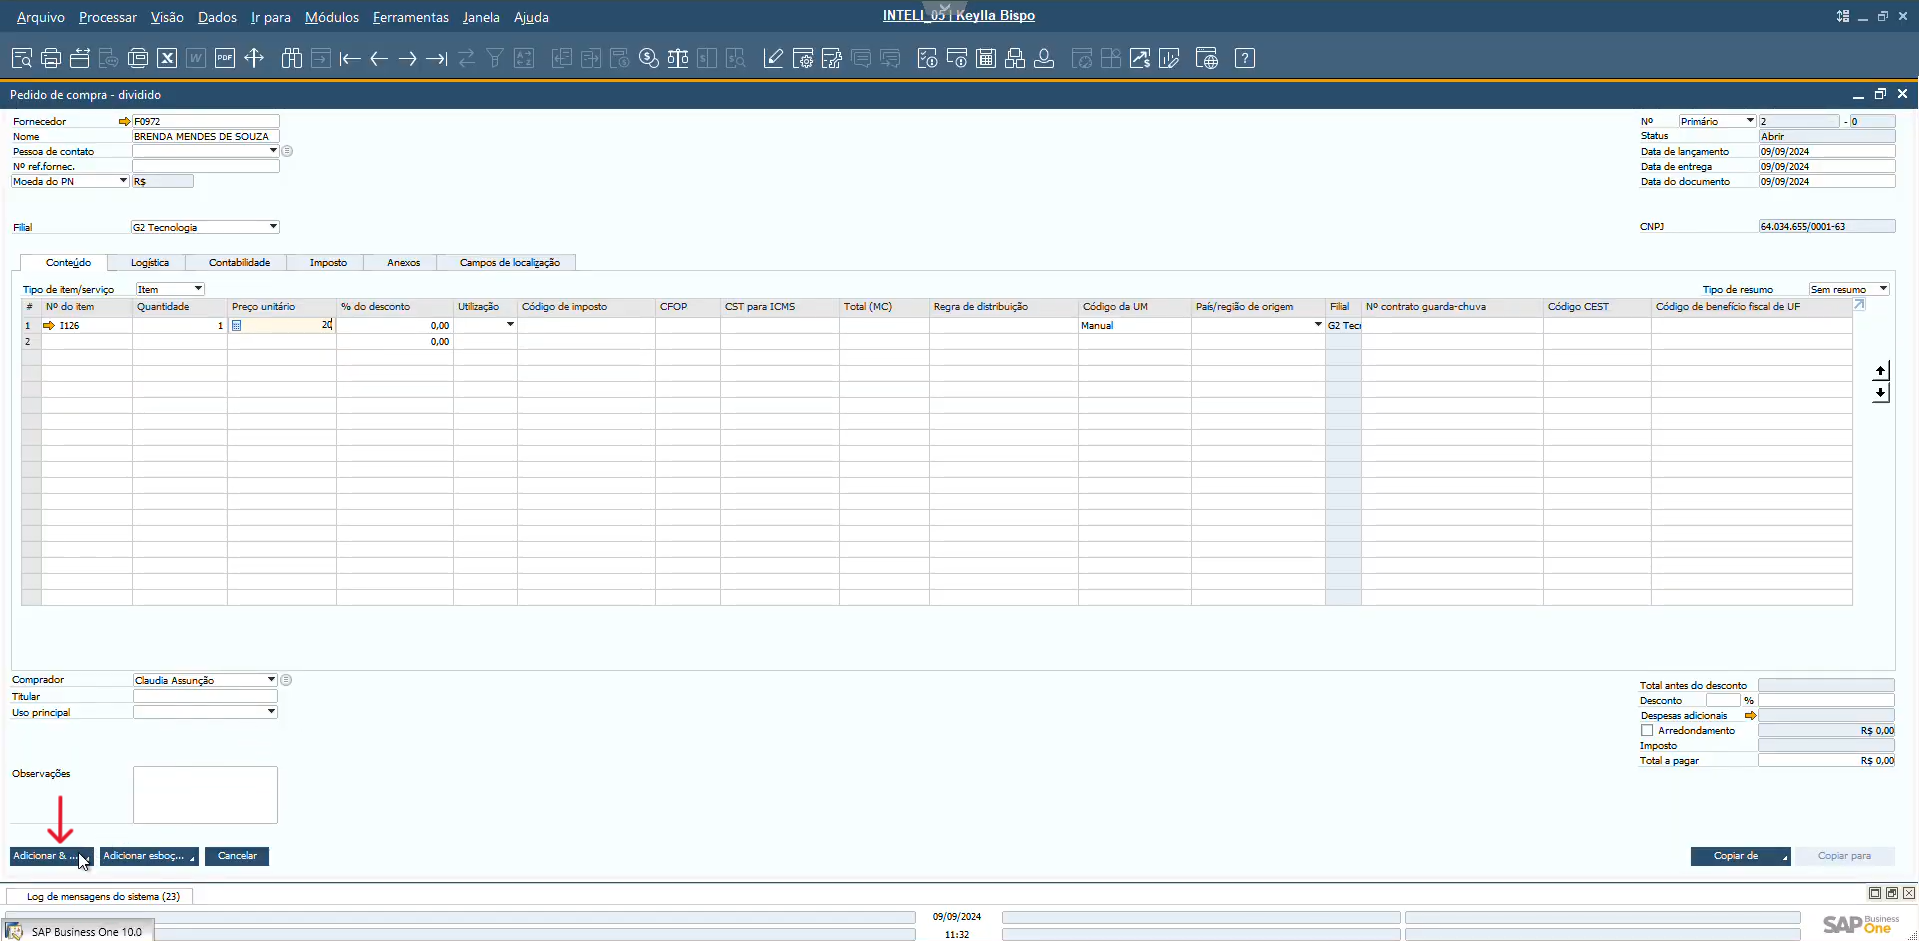 Arquivo Processar Visão Dados Ir para Módulos Ferramentas Janela Ajuda
INTELI_05 | Keylla Bispo
Pedido de compra - dividido
Fornecedor F0972
Nome BRENDA MENDES DE SOUZA
Pessoa de contato
Nº ref.fornec.
Moeda do PN R$
Filial G2 Tecnologia
Nº Primário 2 - 0
Status Abrir
Data de lançamento 09/09/2024
Data de entrega 09/09/2024
Data do documento 09/09/2024
CNPJ 64.034.655/0001-63
Conteúdo Logística Contabilidade Imposto Anexos Campos de localização
Tipo de item/serviço Item
Tipo de resumo Sem resumo
# Nº do item Quantidade Preço unitário % do desconto Utilização Código de imposto CFOP CST para ICMS Total (MC) Regra de distribuição Código da UM País/região de origem Filial Nº contrato guarda-chuva Código CEST Código de benefício fiscal de UF
1 I126 1 20 0,00 Manual G2 Tecn
2 0,00
Comprador Claudia Assunção
Titular
Uso principal
Total antes do desconto
Desconto %
Despesas adicionais
Arredondamento R$ 0,00
Imposto
Total a pagar R$ 0,00
Observações
Adicionar & ... Adicionar esboç... Cancelar
Copiar de Copiar para
Log de mensagens do sistema (23)
09/09/2024
11:32
SAP Business One 10.0
SAP Business One